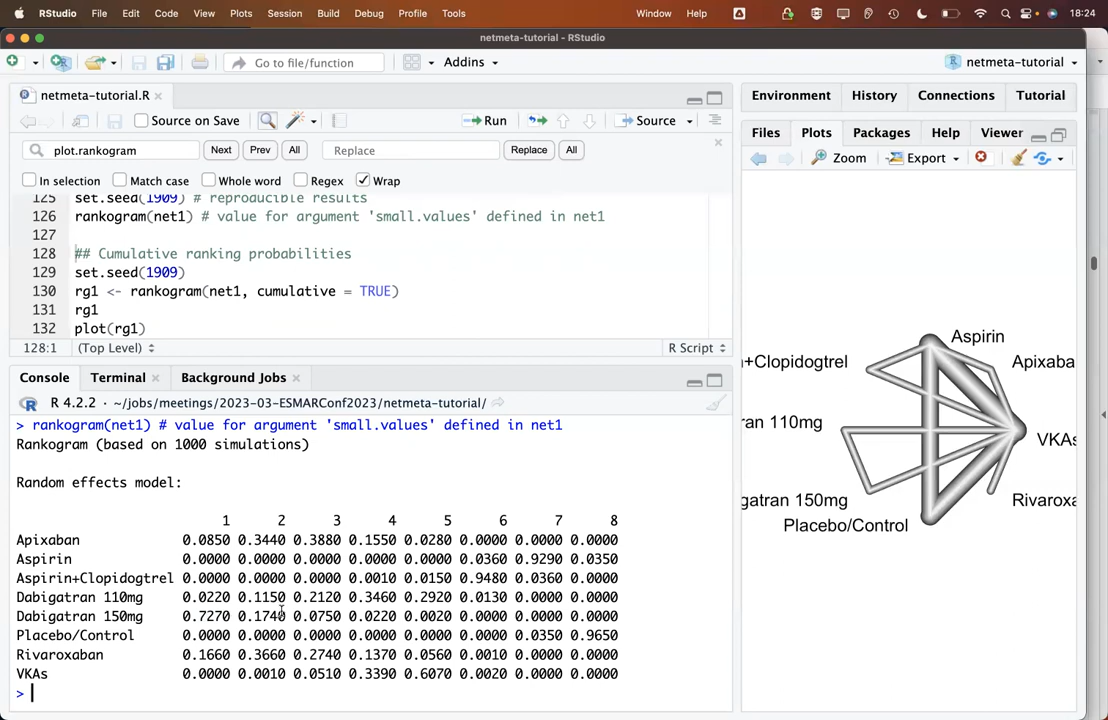 RStudio File Edit Code View Plots Session Build Debug Profile Tools Window Help 18:24
netmeta-tutorial - RStudio
Go to file/function Addins netmeta-tutorial
netmeta-tutorial.R
Source on Save Run Source
plot.rankogram Next Prev All Replace Replace All
In selection Match case Whole word Regex Wrap
125 set.seed(1909) # reproducible results
126 rankogram(net1) # value for argument 'small.values' defined in net1
127
128 ## Cumulative ranking probabilities
129 set.seed(1909)
130 rg1 <- rankogram(net1, cumulative = TRUE)
131 rg1
132 plot(rg1)
128:1 (Top Level) R Script
Console Terminal Background Jobs
R 4.2.2 · ~/jobs/meetings/2023-03-ESMARConf2023/netmeta-tutorial/
> rankogram(net1) # value for argument 'small.values' defined in net1
Rankogram (based on 1000 simulations)
Random effects model:
1 2 3 4 5 6 7 8
Apixaban 0.0850 0.3440 0.3880 0.1550 0.0280 0.0000 0.0000 0.0000
Aspirin 0.0000 0.0000 0.0000 0.0000 0.0000 0.0360 0.9290 0.0350
Aspirin+Clopidogtrel 0.0000 0.0000 0.0000 0.0010 0.0150 0.9480 0.0360 0.0000
Dabigatran 110mg 0.0220 0.1150 0.2120 0.3460 0.2920 0.0130 0.0000 0.0000
Dabigatran 150mg 0.7270 0.1740 0.0750 0.0220 0.0020 0.0000 0.0000 0.0000
Placebo/Control 0.0000 0.0000 0.0000 0.0000 0.0000 0.0000 0.0350 0.9650
Rivaroxaban 0.1660 0.3660 0.2740 0.1370 0.0560 0.0010 0.0000 0.0000
VKAs 0.0000 0.0010 0.0510 0.3390 0.6070 0.0020 0.0000 0.0000
>
Environment History Connections Tutorial
Files Plots Packages Help Viewer
Zoom Export
Aspirin
+Clopidogtrel Apixaba
ran 110mg
VKAs
gatran 150mg Rivaroxa
Placebo/Control